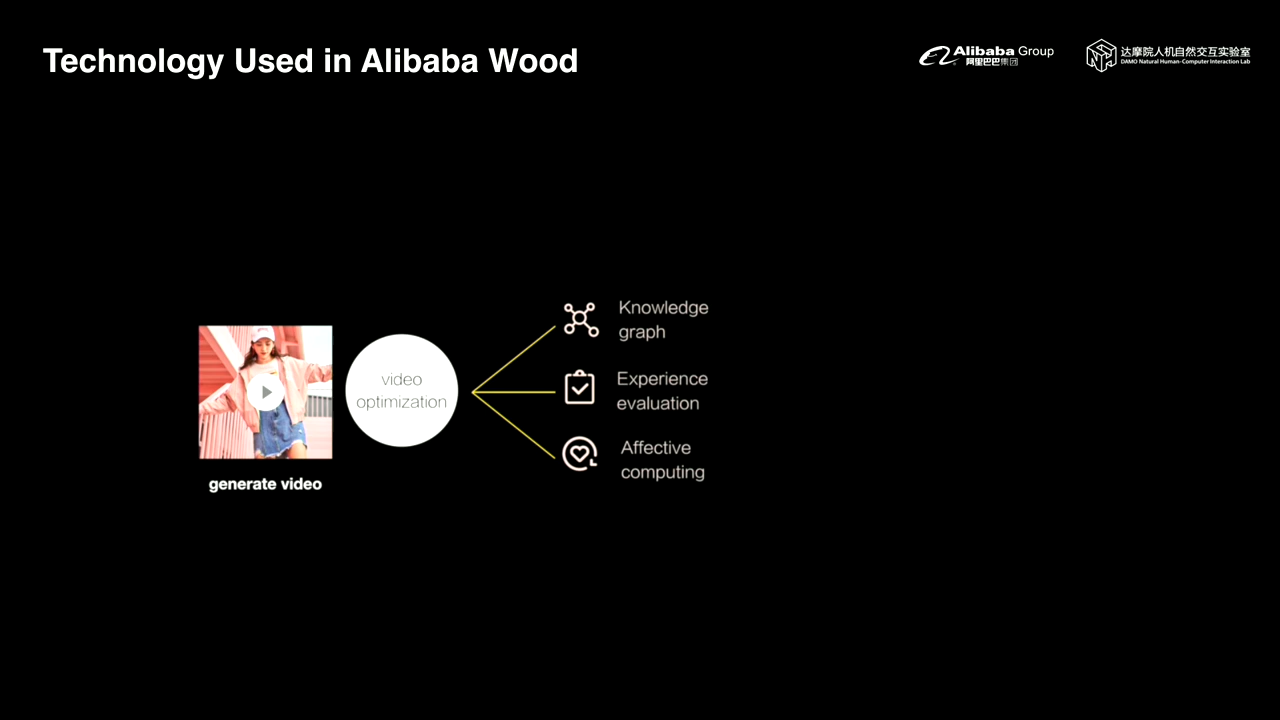 Technology Used in Alibaba Wood
Alibaba Group
阿里巴巴集团
达摩院人机自然交互实验室
DAMO Natural Human-Computer Interaction Lab
Knowledge
graph
video
optimization
Experience
evaluation
Affective
computing
generate video